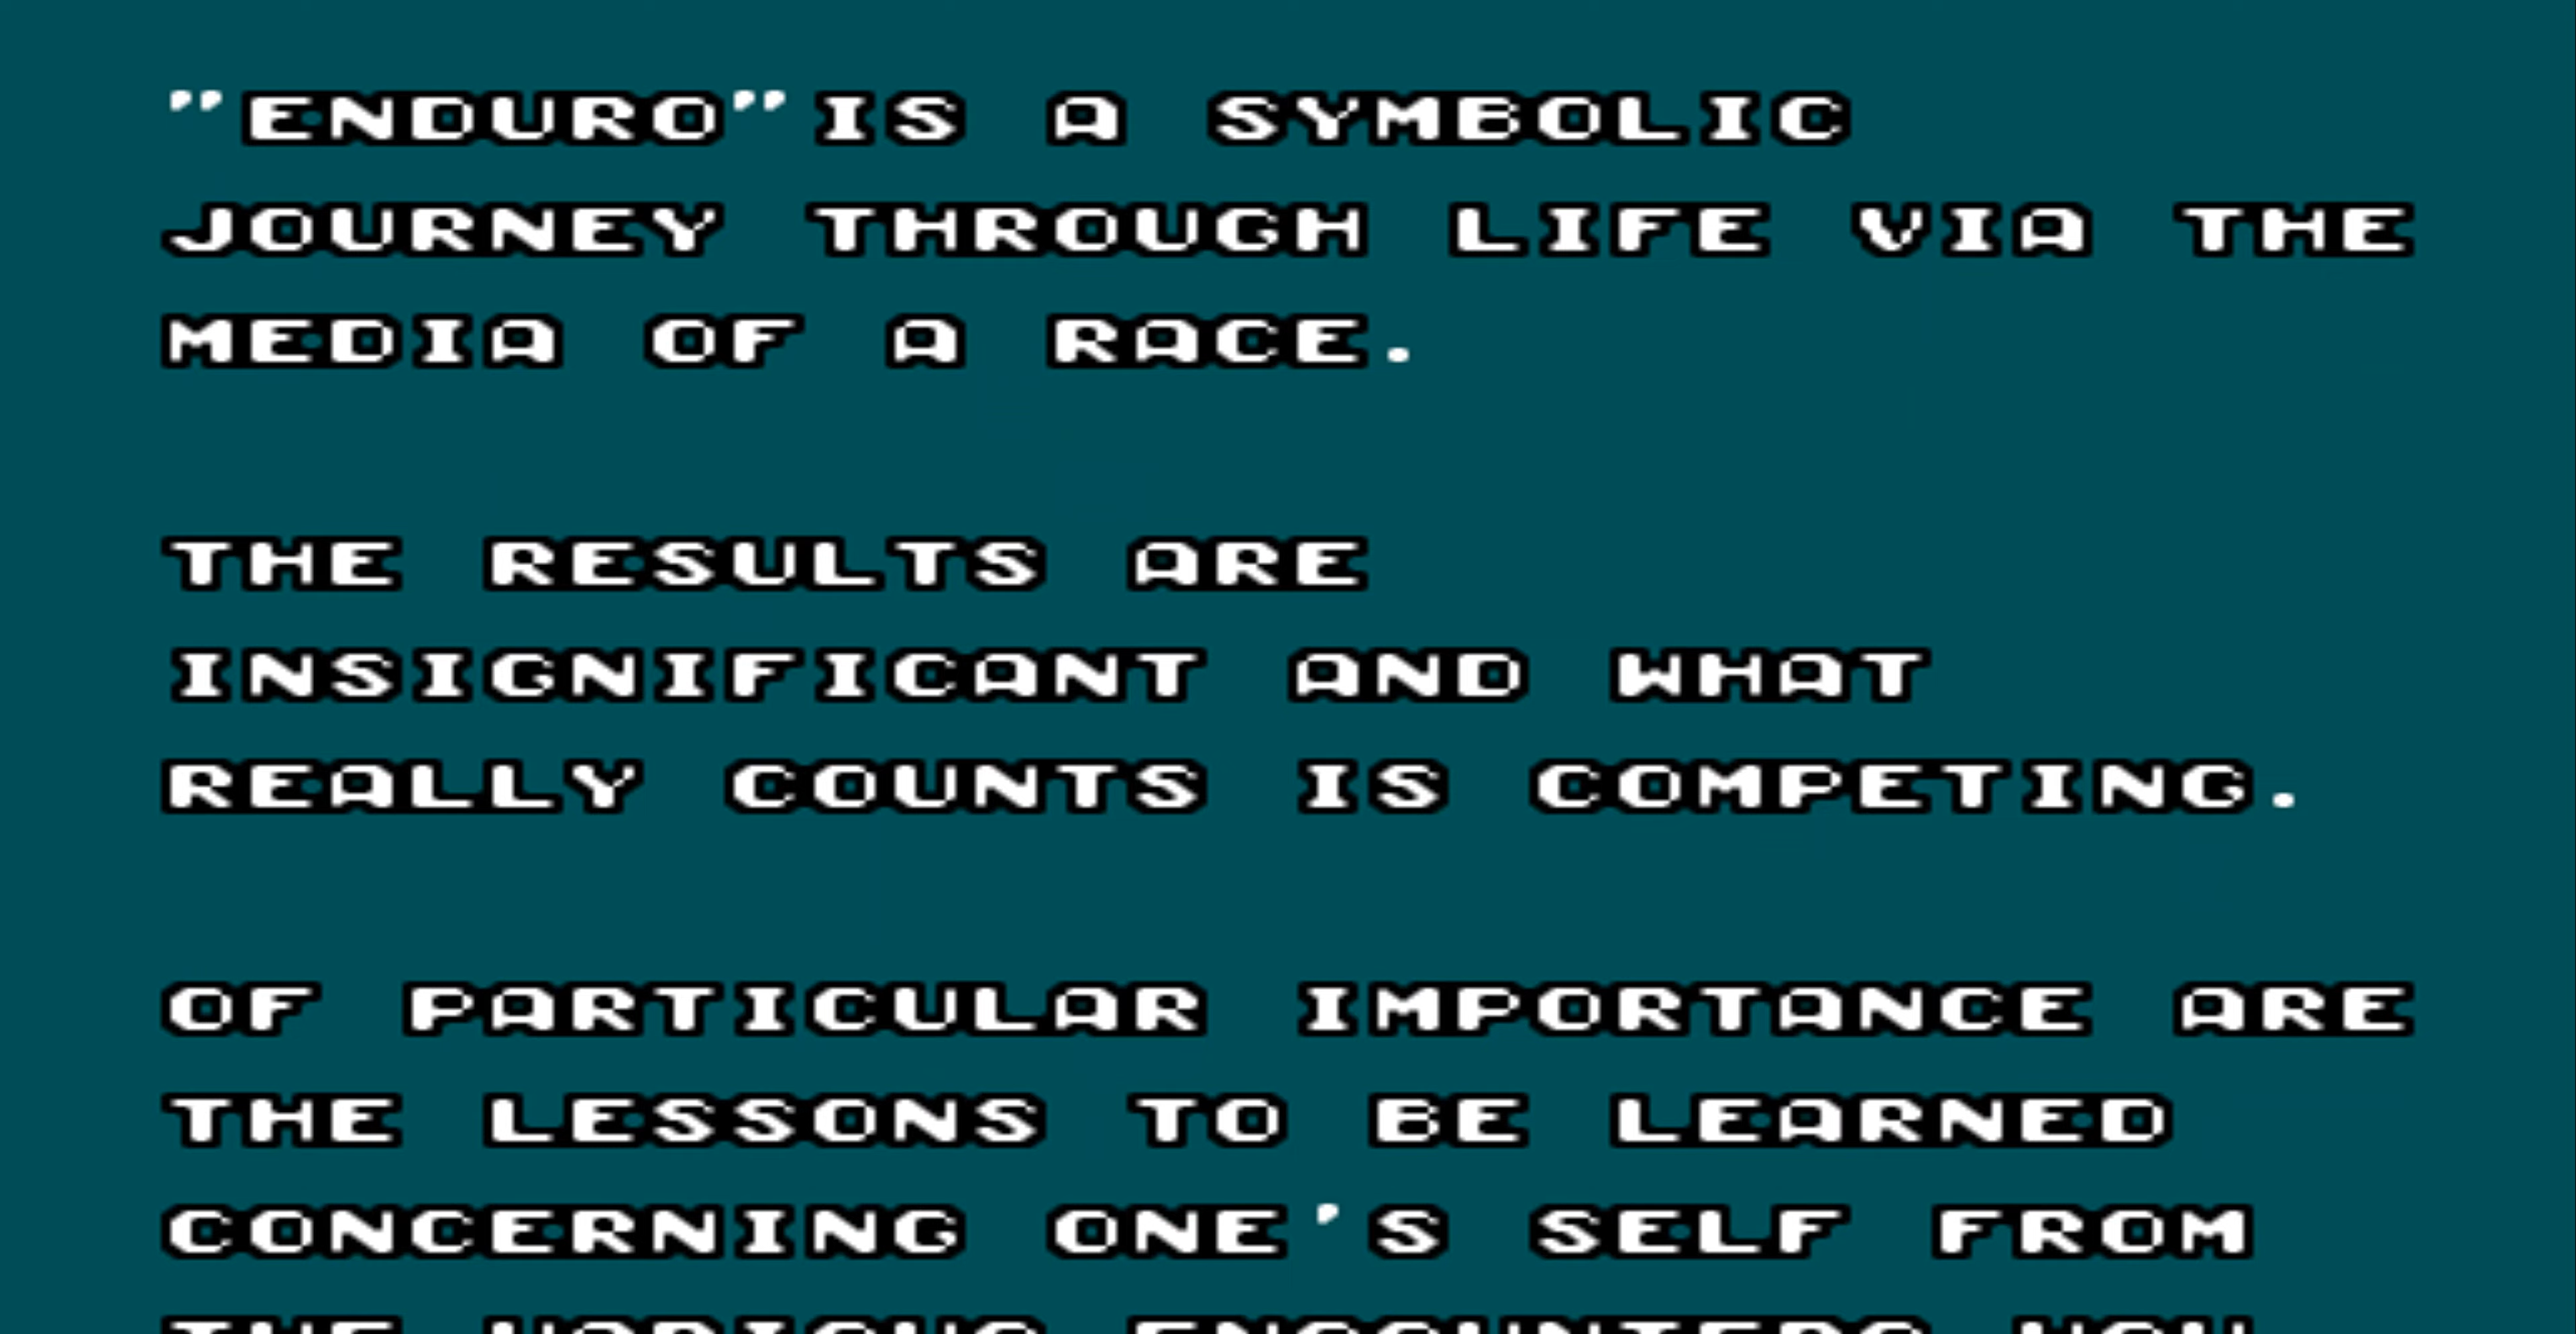 "ENDURO"IS A SYMBOLIC
JOURNEY THROUGH LIFE VIA THE
MEDIA OF A RACE.
THE RESULTS ARE
INSIGNIFICANT AND WHAT
REALLY COUNTS IS COMPETING.
OF PARTICULAR IMPORTANCE ARE
THE LESSONS TO BE LEARNED
CONCERNING ONE'S SELF FROM